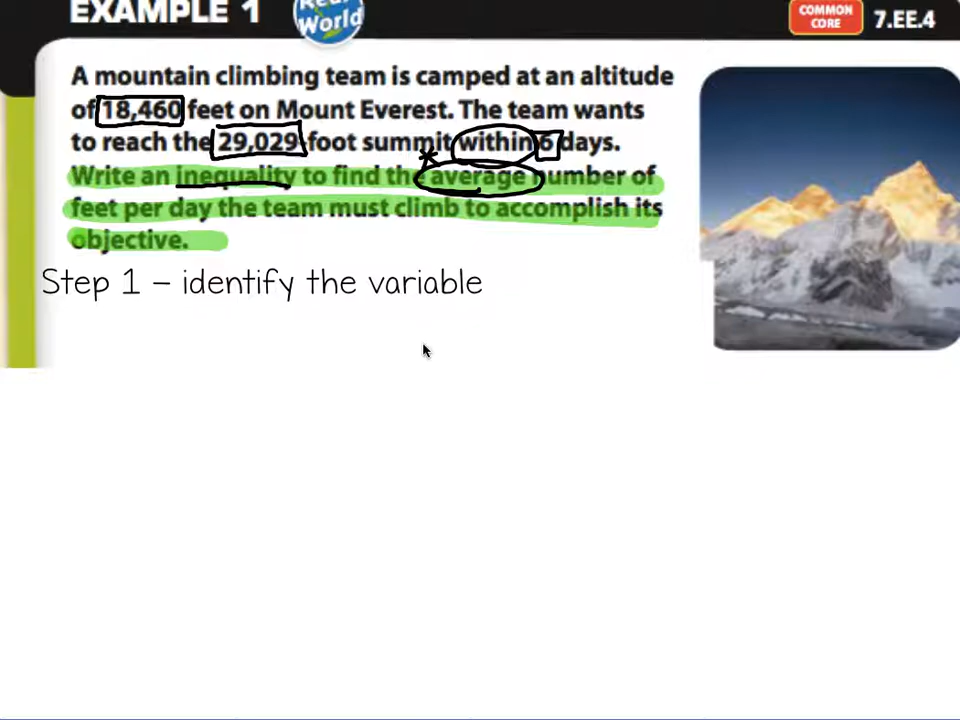 EXAMPLE 1
Real World
COMMON CORE
7.EE.4
A mountain climbing team is camped at an altitude
of 18,460 feet on Mount Everest. The team wants
to reach the 29,029-foot summit within 6 days.
Write an inequality to find the average number of
feet per day the team must climb to accomplish its
objective.
Step 1 – identify the variable